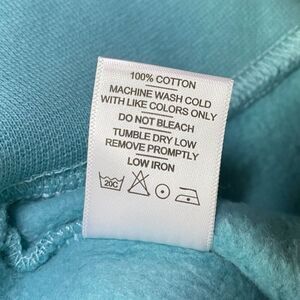 100% COTTON
MACHINE WASH COLD
WITH LIKE COLORS ONLY
DO NOT BLEACH
TUMBLE DRY LOW
REMOVE PROMPTLY
LOW IRON
20C